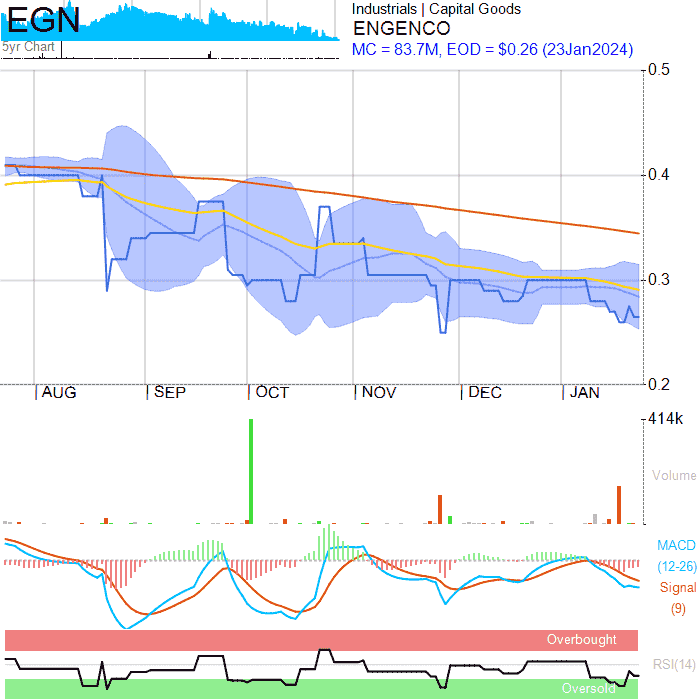 EGN
5yr Chart
Industrials | Capital Goods
ENGENCO
MC = 83.7M, EOD = $0.26 (23Jan2024)
0.5
0.4
0.3
0.2
AUG SEP OCT NOV DEC JAN
414k
Volume
MACD
(12-26)
Signal
(9)
Overbought
RSI(14)
Oversold